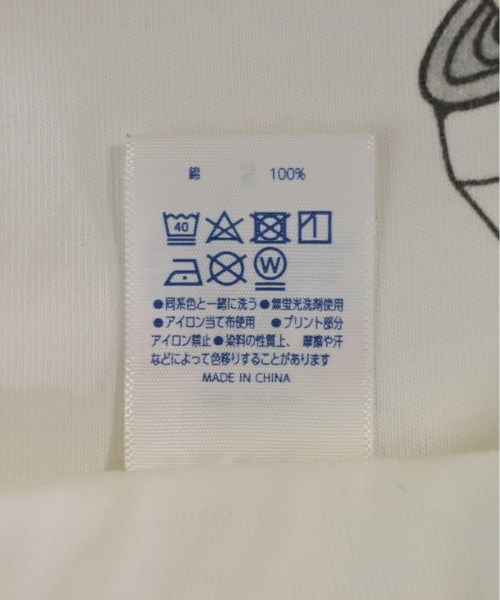 綿 100%
40
W
●同系色と一緒に洗う●無蛍光洗剤使用
●アイロン当て布使用 ●プリント部分
アイロン禁止●染料の性質上、摩擦や汗
などによって色移りすることがあります
MADE IN CHINA